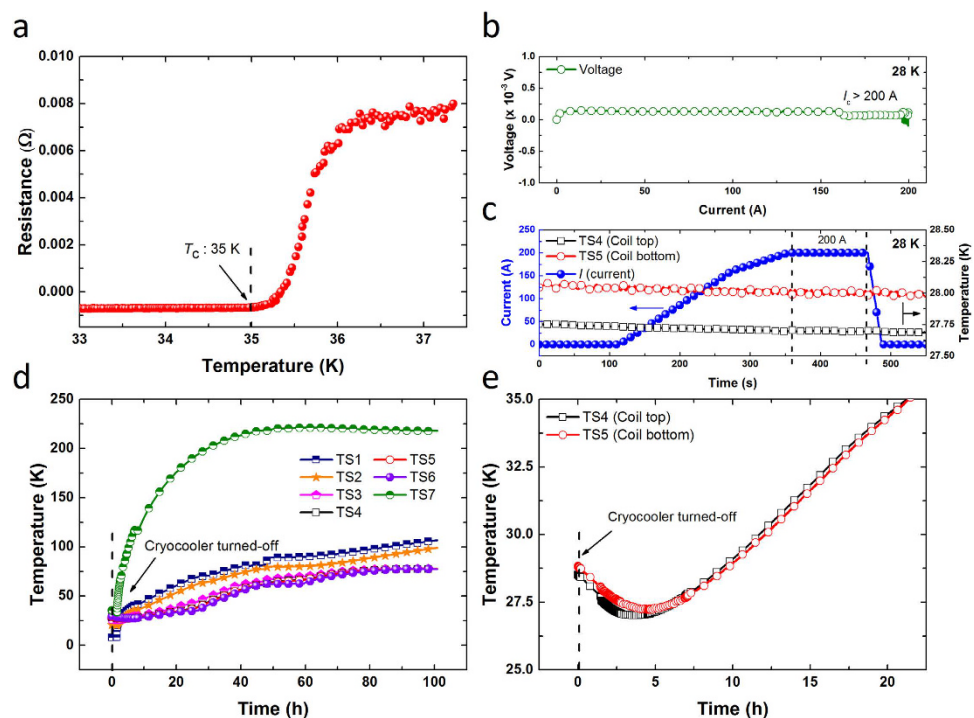 a
0.010
0.008
0.006
0.004
0.002
0.000
Resistance (Ω)
Tc : 35 K
33 34 35 36 37
Temperature (K)
b
1.0
0.5
0.0
-0.5
-1.0
Voltage (x 10⁻³ V)
Voltage
28 K
Ic > 200 A
0 50 100 150 200
Current (A)
c
250
200
150
100
50
0
Current (A)
TS4 (Coil top)
TS5 (Coil bottom)
I (current)
200 A
28 K
28.50
28.25
28.00
27.75
27.60
Temperature (K)
0 100 200 300 400 500
Time (s)
d
250
200
150
100
50
0
Temperature (K)
TS1 TS5
TS2 TS6
TS3 TS7
TS4
Cryocooler turned-off
0 20 40 60 80 100
Time (h)
e
35.0
32.5
30.0
27.5
25.0
Temperature (K)
TS4 (Coil top)
TS5 (Coil bottom)
Cryocooler turned-off
0 5 10 15 20
Time (h)